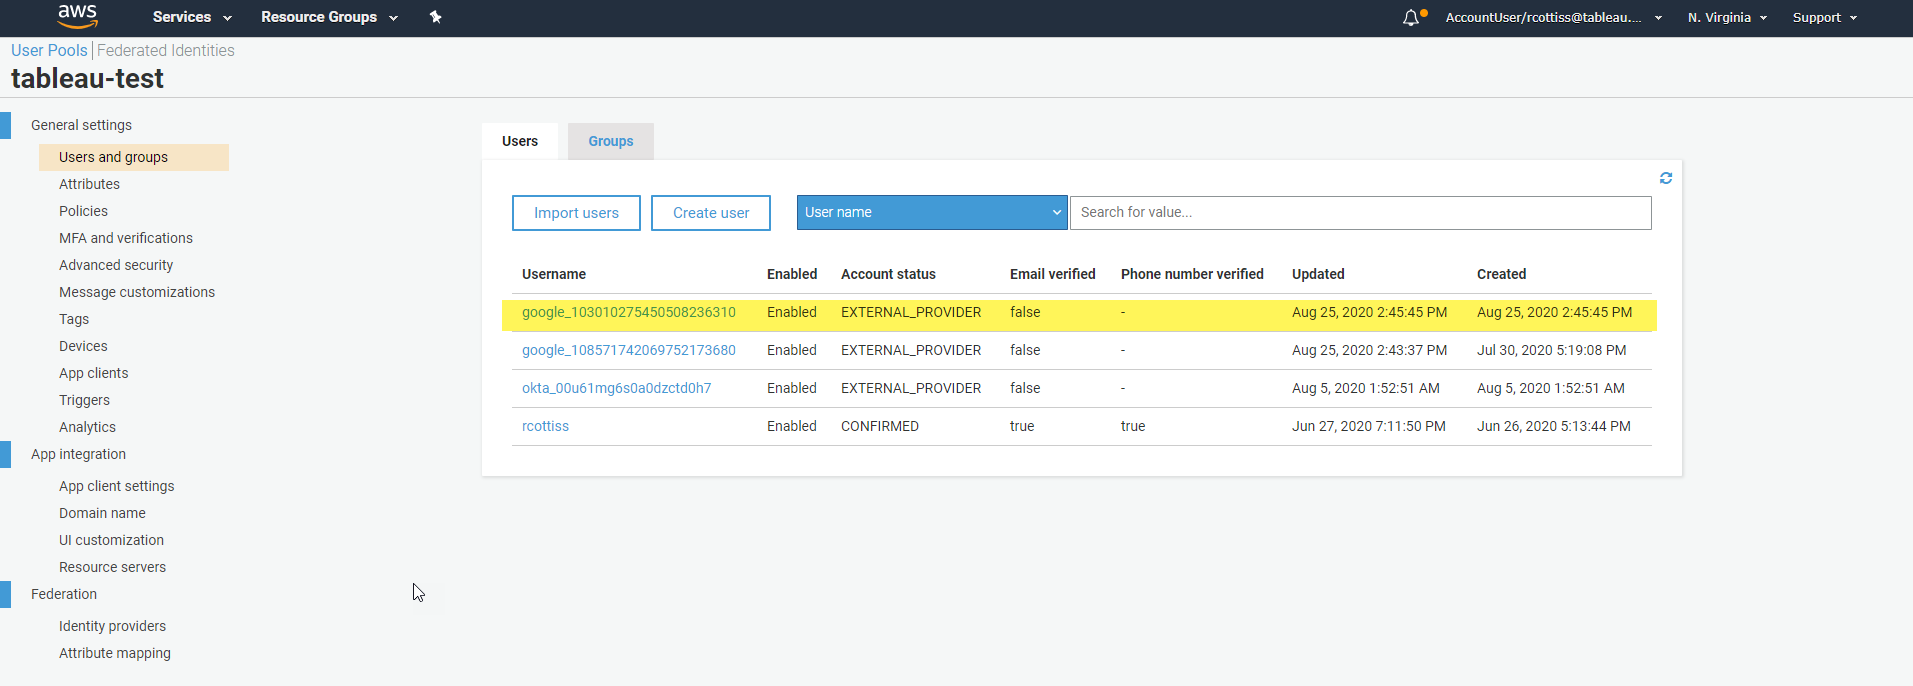 aws Services Resource Groups AccountUser/rcottiss@tableau.... N. Virginia Support
User Pools Federated Identities
tableau-test
General settings
Users and groups
Attributes
Policies
MFA and verifications
Advanced security
Message customizations
Tags
Devices
App clients
Triggers
Analytics
App integration
App client settings
Domain name
UI customization
Resource servers
Federation
Identity providers
Attribute mapping
Users Groups
Import users Create user User name Search for value...
Username Enabled Account status Email verified Phone number verified Updated Created
google_103010275450508236310 Enabled EXTERNAL_PROVIDER false - Aug 25, 2020 2:45:45 PM Aug 25, 2020 2:45:45 PM
google_108571742069752173680 Enabled EXTERNAL_PROVIDER false - Aug 25, 2020 2:43:37 PM Jul 30, 2020 5:19:08 PM
okta_00u61mg6s0a0dzctd0h7 Enabled EXTERNAL_PROVIDER false - Aug 5, 2020 1:52:51 AM Aug 5, 2020 1:52:51 AM
rcottiss Enabled CONFIRMED true true Jun 27, 2020 7:11:50 PM Jun 26, 2020 5:13:44 PM